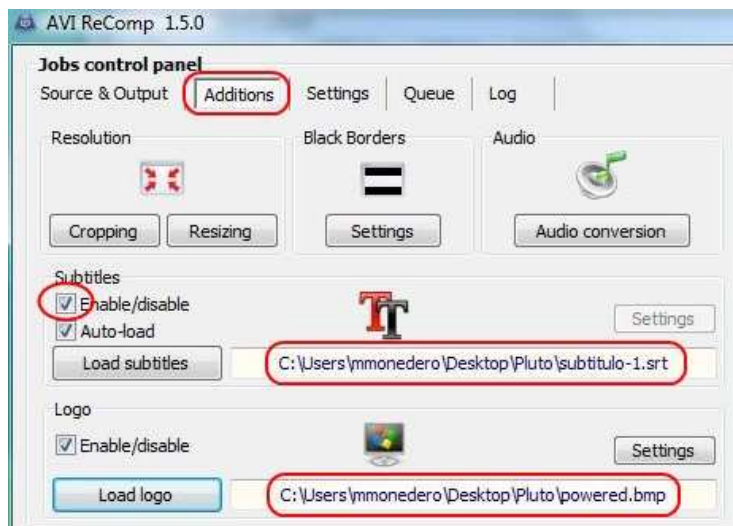 AVI ReComp 1.5.0
Jobs control panel
Source & Output Additions Settings Queue Log
Resolution Black Borders Audio
Cropping Resizing Settings Audio conversion
Subtitles
Enable/disable
Auto-load Settings
Load subtitles C:\Users\mmonedero\Desktop\Pluto\subtitulo-1.srt
Logo
Enable/disable Settings
Load logo C:\Users\mmonedero\Desktop\Pluto\powered.bmp